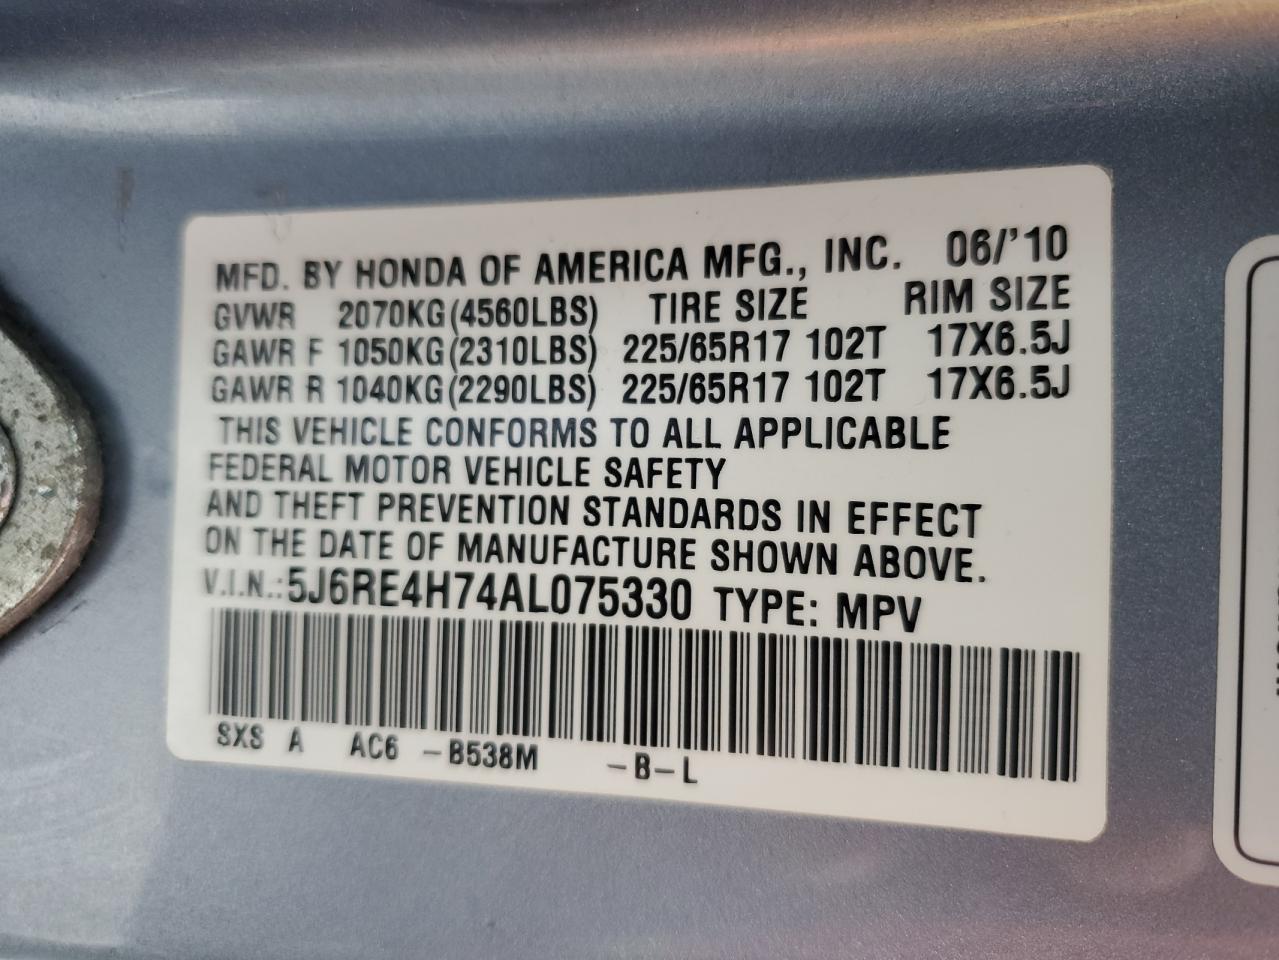 MFD. BY HONDA OF AMERICA MFG., INC. 06/'10
GVWR 2070KG(4560LBS) TIRE SIZE RIM SIZE
GAWR F 1050KG(2310LBS) 225/65R17 102T 17X6.5J
GAWR R 1040KG(2290LBS) 225/65R17 102T 17X6.5J
THIS VEHICLE CONFORMS TO ALL APPLICABLE
FEDERAL MOTOR VEHICLE SAFETY
AND THEFT PREVENTION STANDARDS IN EFFECT
ON THE DATE OF MANUFACTURE SHOWN ABOVE.
V.I.N.:5J6RE4H74AL075330 TYPE: MPV
SXS A AC6 -B538M -B-L